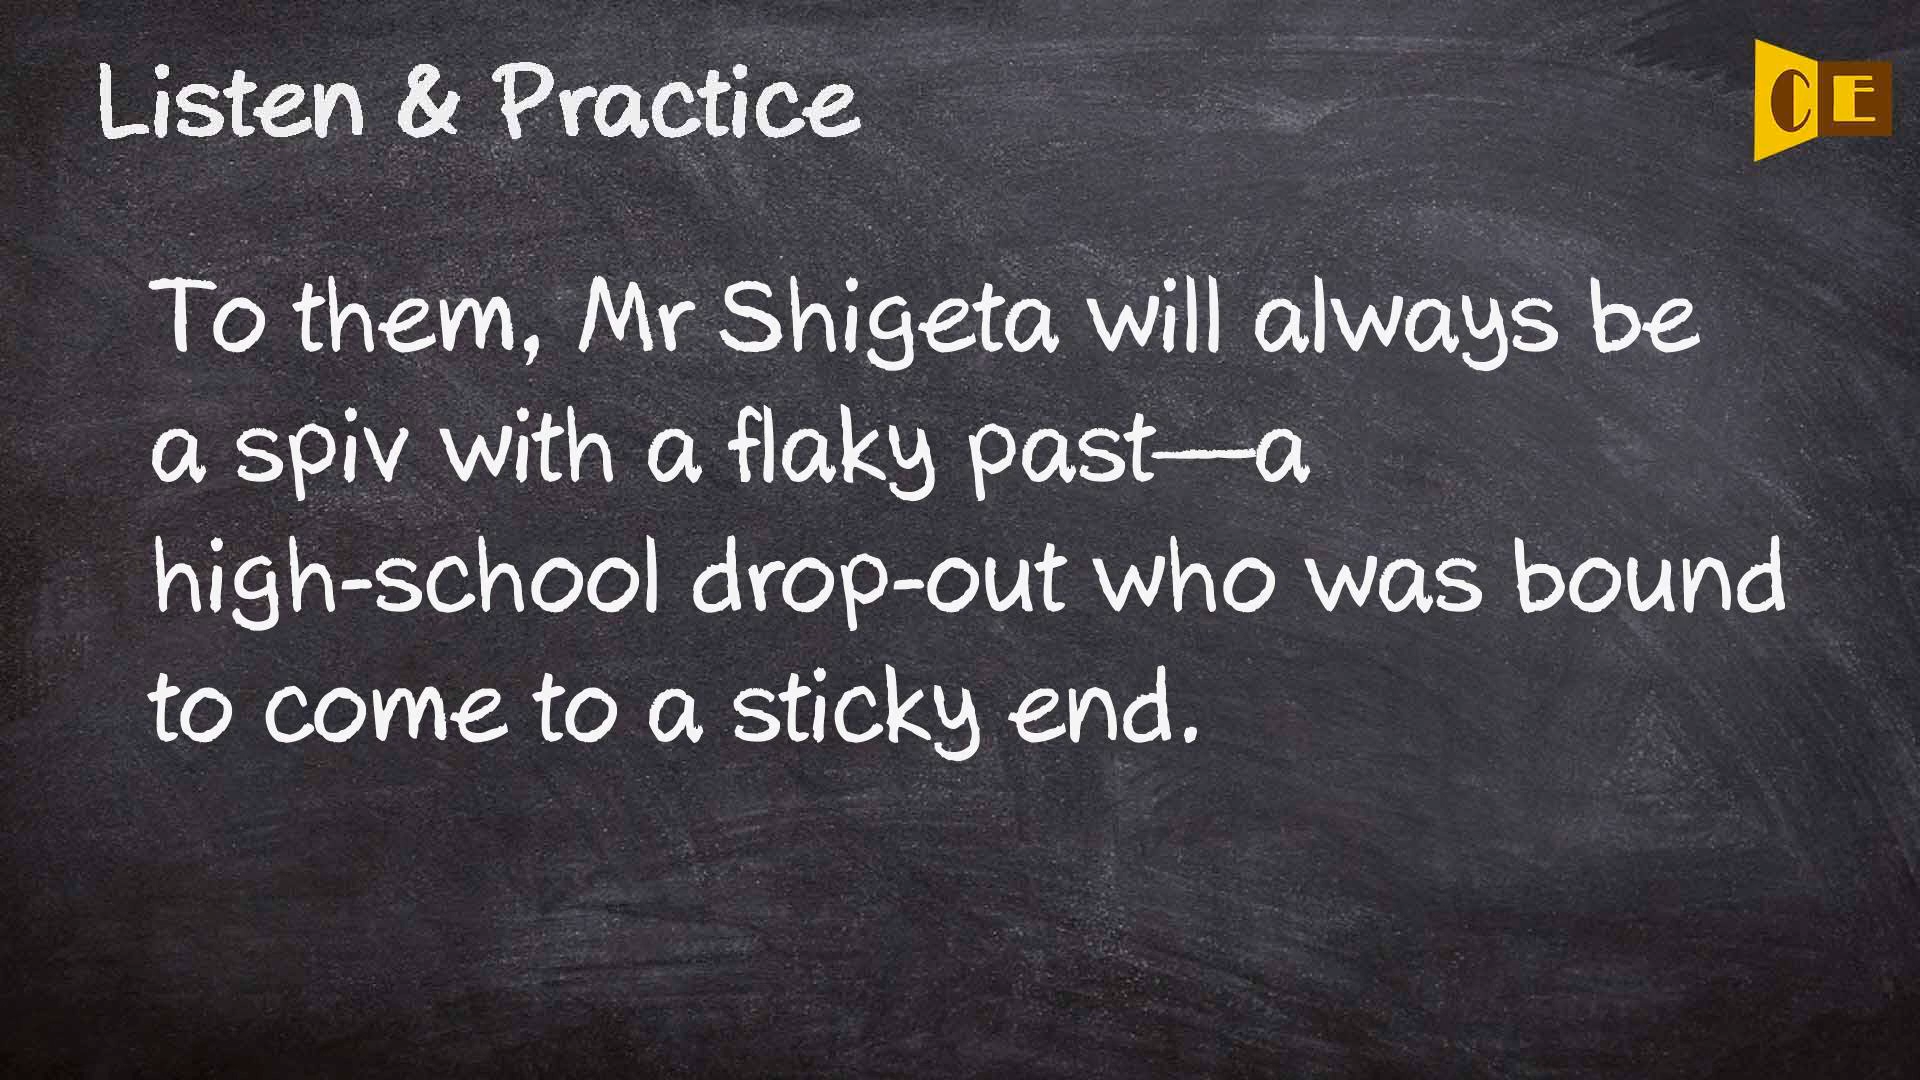 Listen & Practice
CE
To them, Mr Shigeta will always be
a spiv with a flaky past—a
high-school drop-out who was bound
to come to a sticky end.